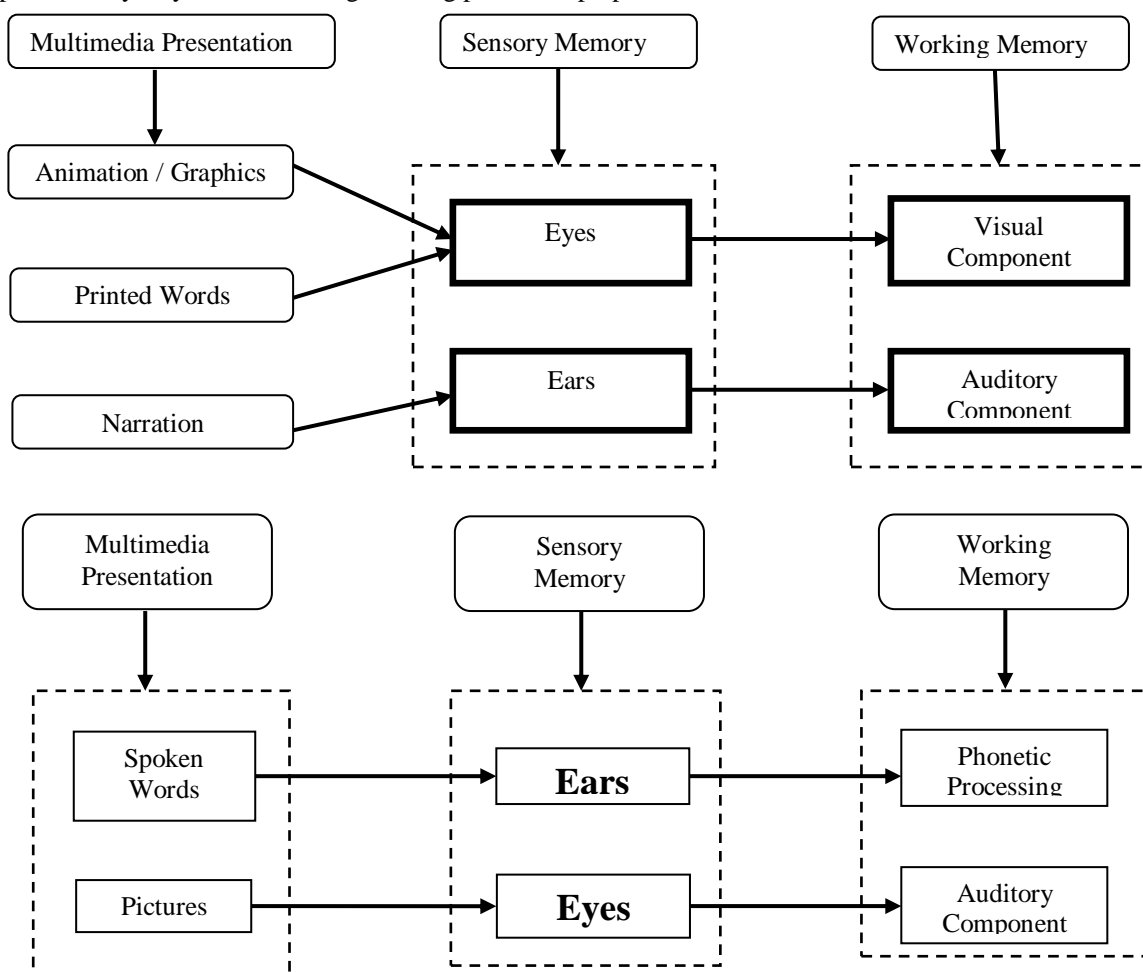 Multimedia Presentation
Sensory Memory
Working Memory
Animation / Graphics
Eyes
Visual
Component
Printed Words
Ears
Auditory
Component
Narration
Multimedia
Presentation
Sensory
Memory
Working
Memory
Spoken
Words
Ears
Phonetic
Processing
Pictures
Eyes
Auditory
Component